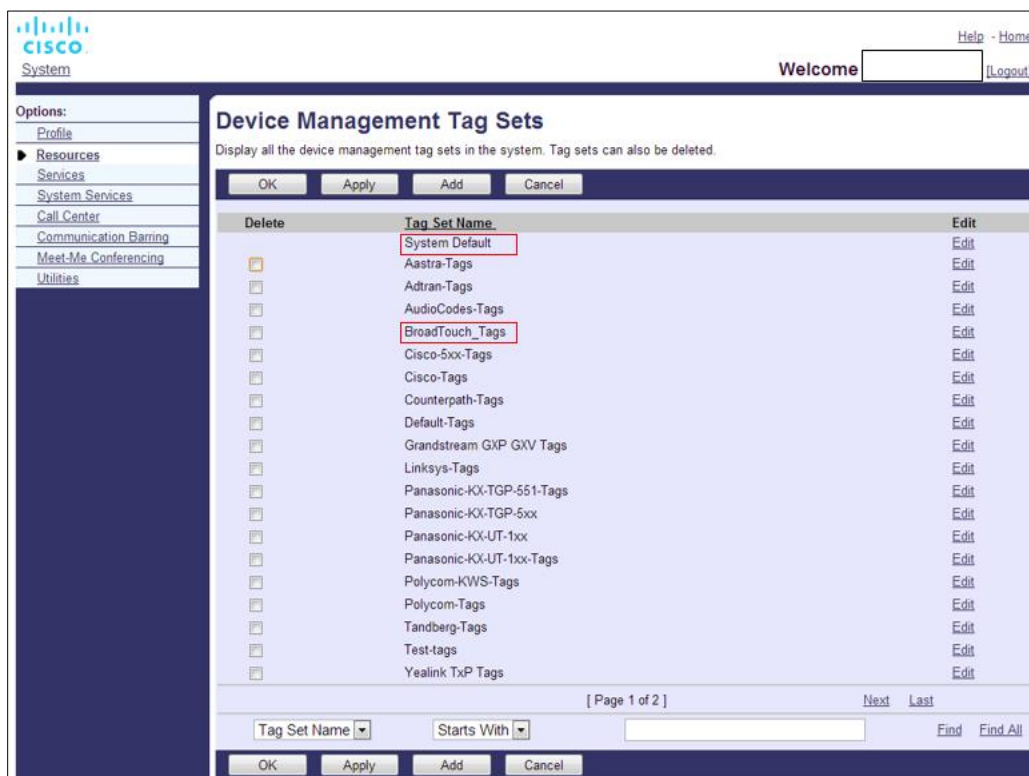 CISCO
Help - Home
System
Welcome [Logout]
Options:
Profile
Resources
Services
System Services
Call Center
Communication Barring
Meet-Me Conferencing
Utilities
Device Management Tag Sets
Display all the device management tag sets in the system. Tag sets can also be deleted.
OK Apply Add Cancel
Delete Tag Set Name Edit
System Default Edit
Aastra-Tags Edit
Adtran-Tags Edit
AudioCodes-Tags Edit
BroadTouch_Tags Edit
Cisco-5xx-Tags Edit
Cisco-Tags Edit
Counterpath-Tags Edit
Default-Tags Edit
Grandstream GXP GXV Tags Edit
Linksys-Tags Edit
Panasonic-KX-TGP-551-Tags Edit
Panasonic-KX-TGP-5xx Edit
Panasonic-KX-UT-1xx Edit
Panasonic-KX-UT-1xx-Tags Edit
Polycom-KWS-Tags Edit
Polycom-Tags Edit
Tandberg-Tags Edit
Test-tags Edit
Yealink TxP Tags Edit
[ Page 1 of 2 ] Next Last
Tag Set Name Starts With Find Find All
OK Apply Add Cancel